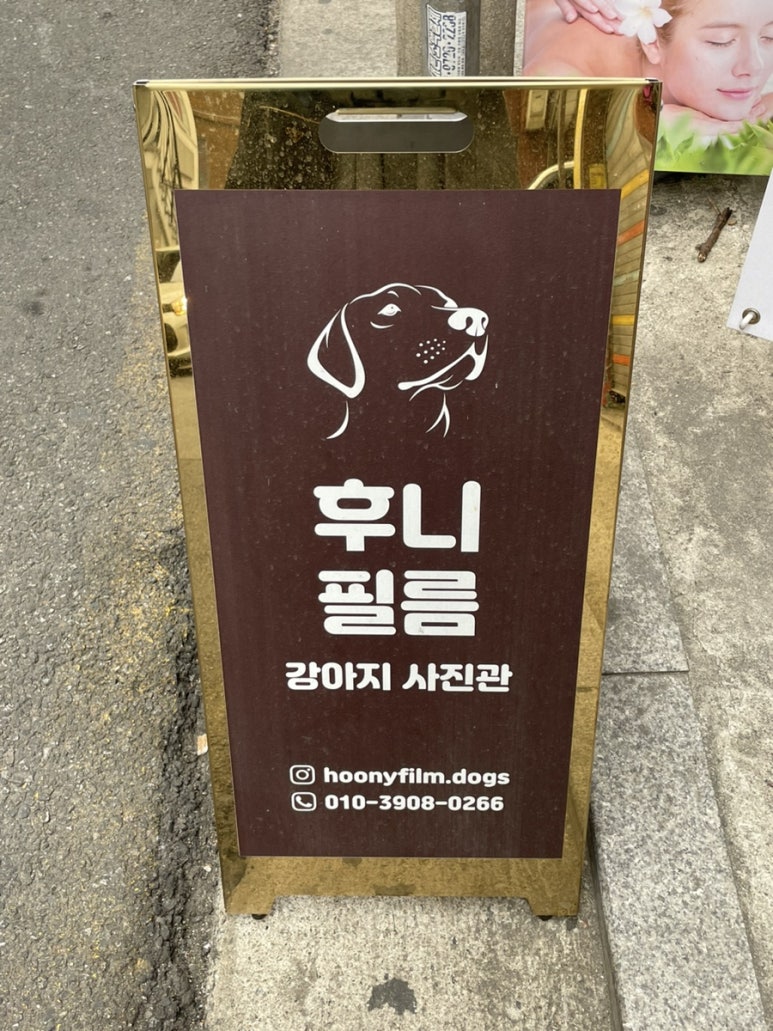 후니
필름
강아지 사진관
hoonyfilm.dogs
010-3908-0266